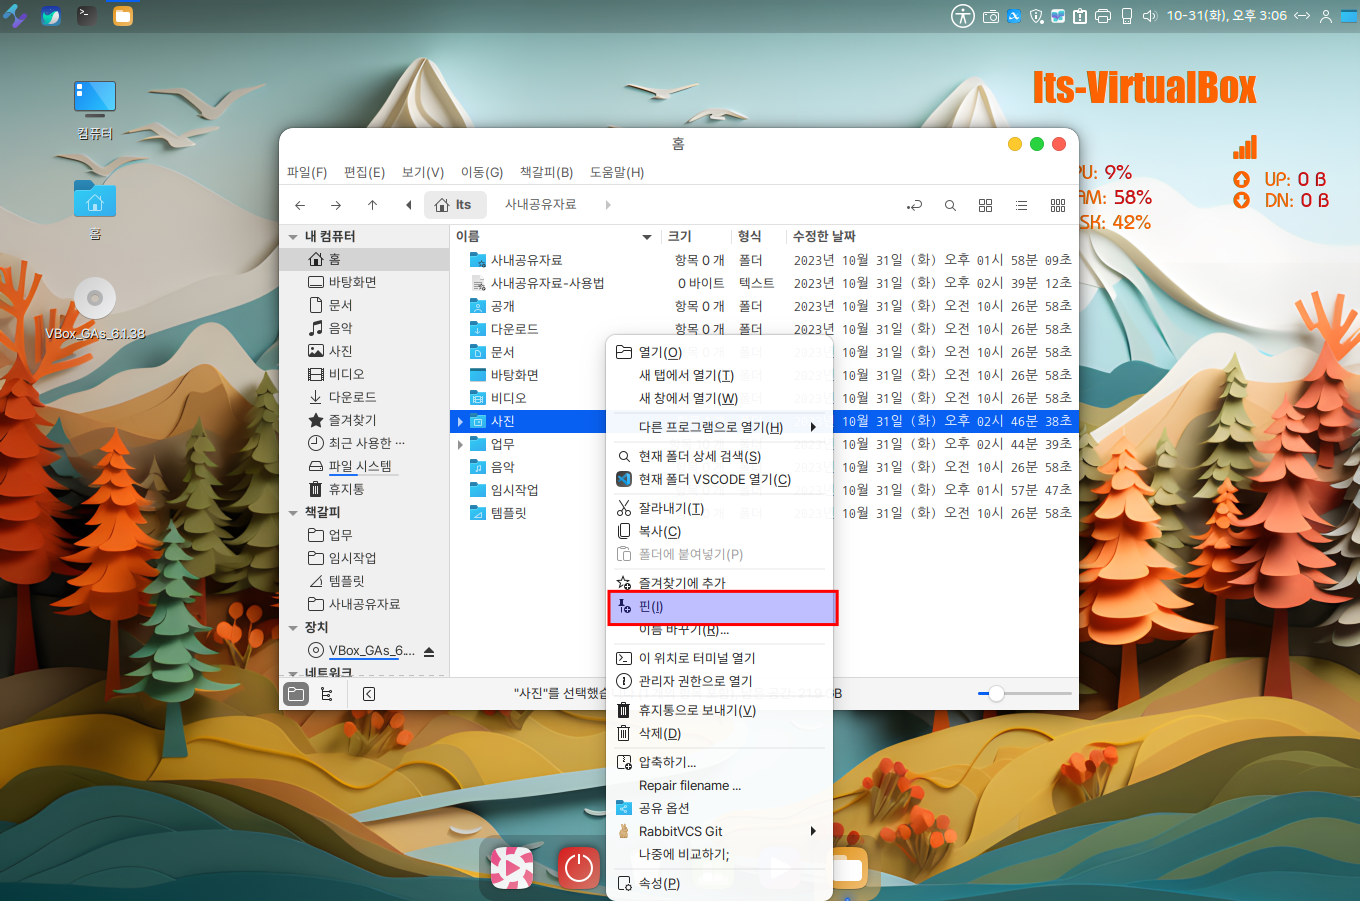 10-31(화), 오후 3:06
컴퓨터
홈
VBox_GAs_6.1.38
Its-VirtualBox
PU: 9%
AM: 58%
SK: 42%
UP: 0 B
DN: 0 B
홈
파일(F) 편집(E) 보기(V) 이동(G) 책갈피(B) 도움말(H)
Its 사내공유자료
내 컴퓨터
홈
바탕화면
문서
음악
사진
비디오
다운로드
즐겨찾기
최근 사용한 …
파일 시스템
휴지통
책갈피
업무
임시작업
템플릿
사내공유자료
장치
VBox_GAs_6....
네트워크
이름 크기 형식 수정한 날짜
사내공유자료 항목 0 개 폴더 2023년 10월 31일 (화) 오후 01시 58분 09초
사내공유자료-사용법 0 바이트 텍스트 2023년 10월 31일 (화) 오후 02시 39분 12초
공개 항목 0 개 폴더 2023년 10월 31일 (화) 오전 10시 26분 58초
다운로드 항목 0 개 폴더 2023년 10월 31일 (화) 오전 10시 26분 58초
문서 항목 0 개 폴더 2023년 10월 31일 (화) 오전 10시 26분 58초
바탕화면 10월 31일 (화) 오전 10시 26분 58초
비디오 10월 31일 (화) 오전 10시 26분 58초
사진 10월 31일 (화) 오후 02시 46분 38초
업무 10월 31일 (화) 오후 02시 44분 39초
음악 10월 31일 (화) 오전 10시 26분 58초
임시작업 10월 31일 (화) 오후 01시 57분 47초
템플릿 10월 31일 (화) 오전 10시 26분 58초
열기(O)
새 탭에서 열기(T)
새 창에서 열기(W)
다른 프로그램으로 열기(H)
현재 폴더 상세 검색(S)
현재 폴더 VSCODE 열기(C)
잘라내기(T)
복사(C)
폴더에 붙여넣기(P)
즐겨찾기에 추가
핀(I)
이름 바꾸기(R)...
이 위치로 터미널 열기
관리자 권한으로 열기
휴지통으로 보내기(V)
삭제(D)
압축하기...
Repair filename ...
공유 옵션
RabbitVCS Git
나중에 비교하기;
속성(P)
"사진"를 선택했습